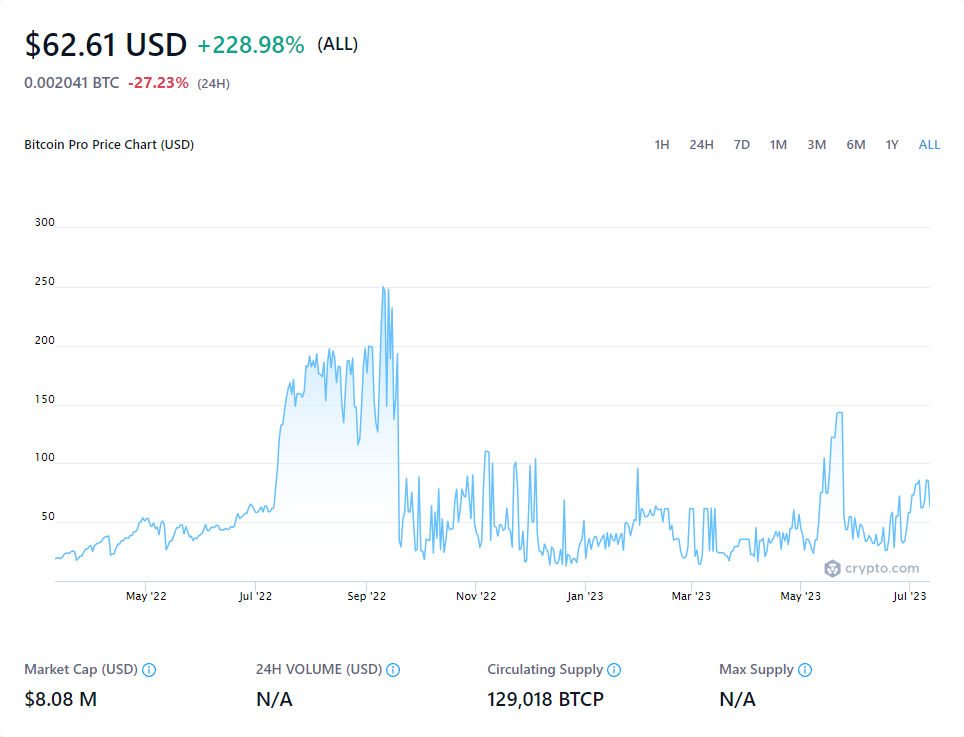 $62.61 USD +228.98% (ALL)
0.002041 BTC -27.23% (24H)
Bitcoin Pro Price Chart (USD) 1H 24H 7D 1M 3M 6M 1Y ALL
300
250
200
150
100
50
crypto.com
May '22 Jul '22 Sep '22 Nov '22 Jan '23 Mar '23 May '23 Jul '23
Market Cap (USD) 24H VOLUME (USD) Circulating Supply Max Supply
$8.08 M N/A 129,018 BTCP N/A